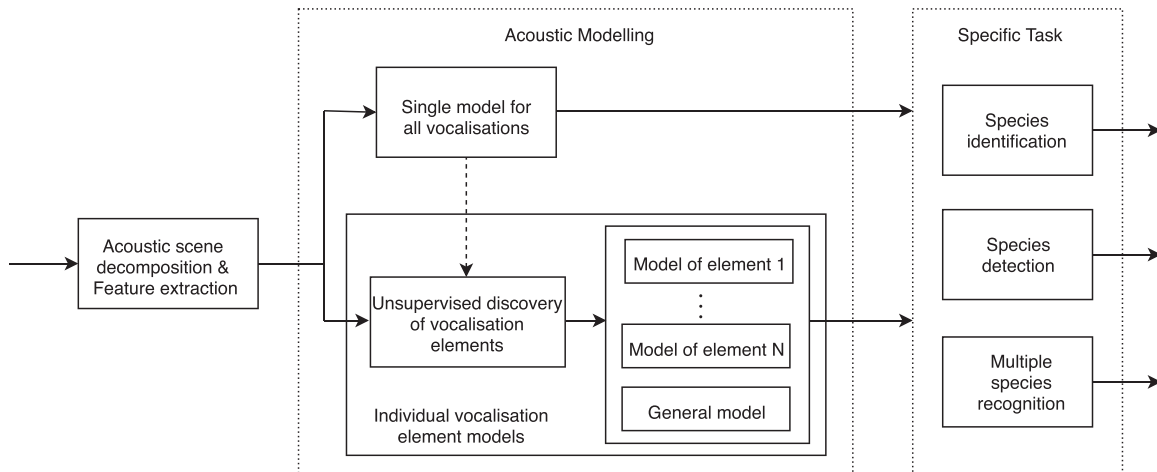 Acoustic Modelling
Specific Task
Single model for
all vocalisations
Species
identification
Acoustic scene
decomposition &
Feature extraction
Unsupervised discovery
of vocalisation
elements
Model of element 1
Model of element N
General model
Individual vocalisation
element models
Species
detection
Multiple
species
recognition